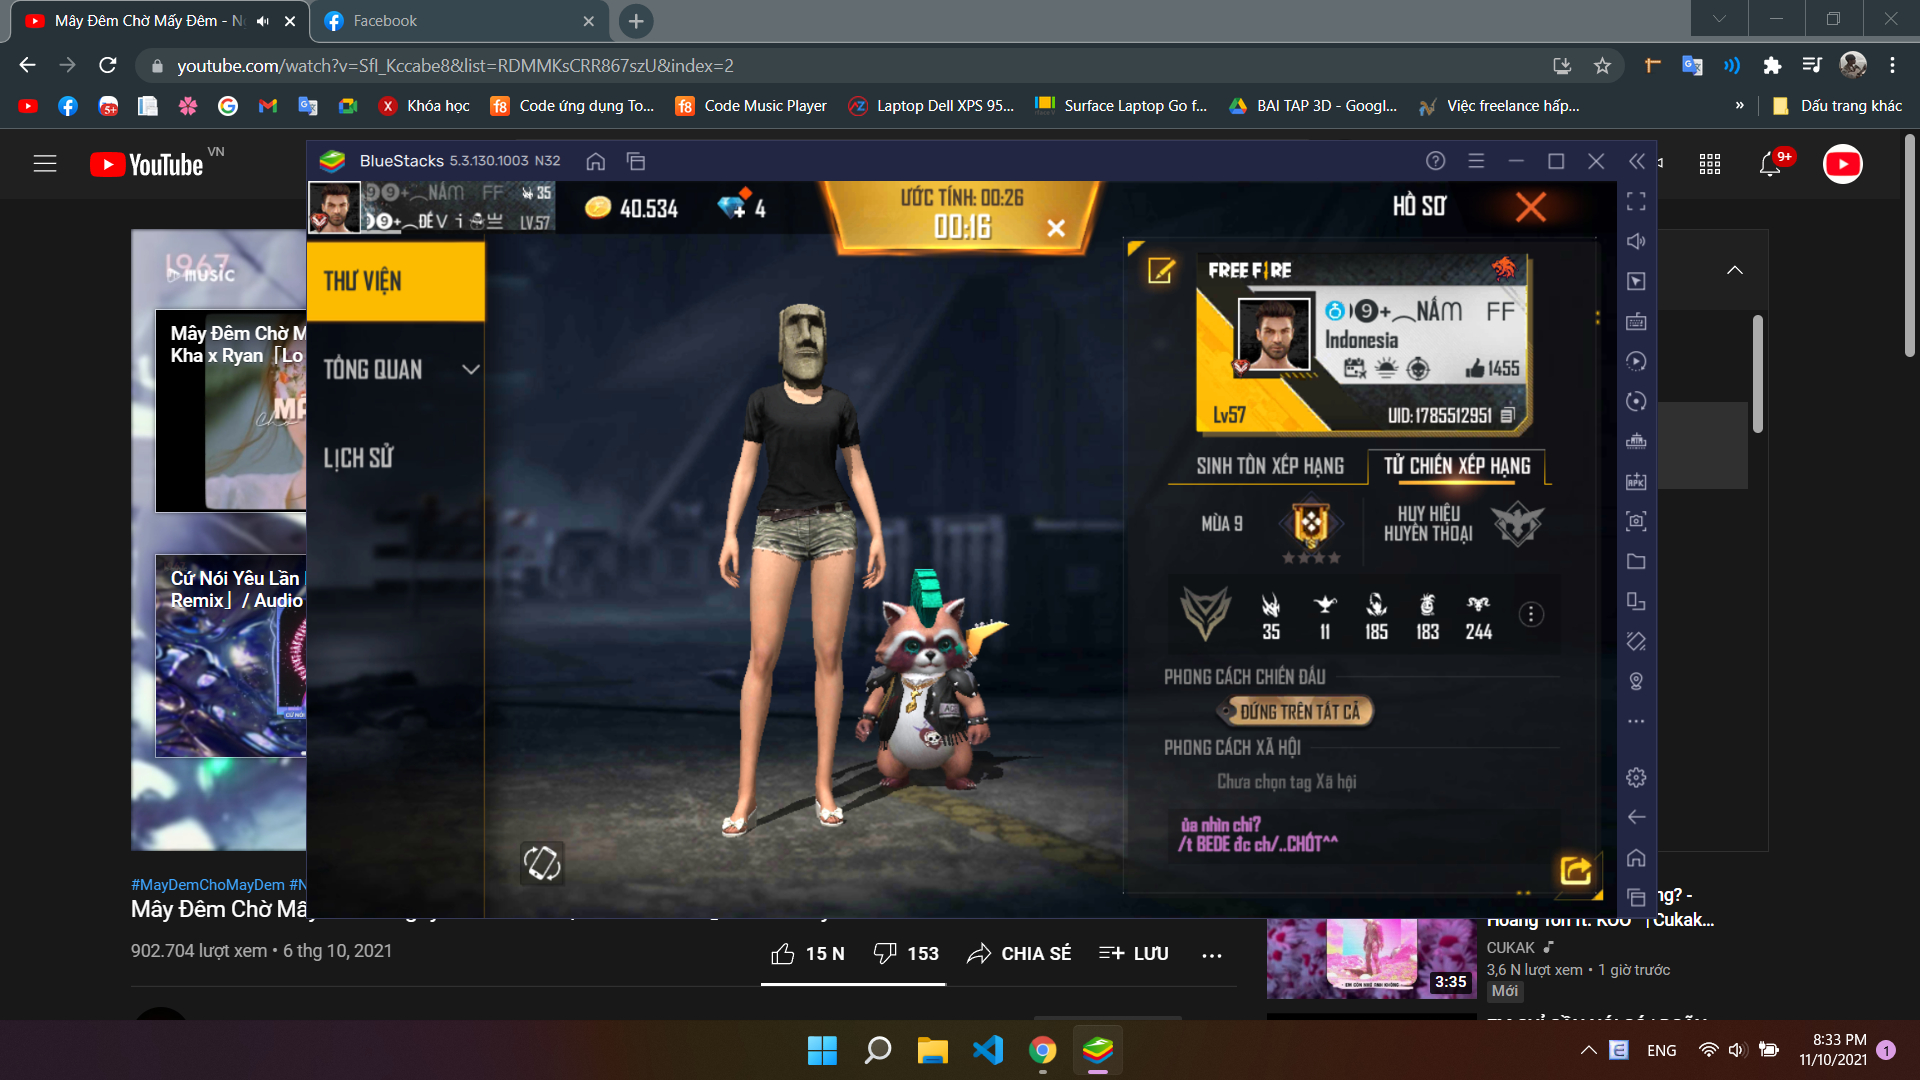 Mây Đêm Chờ Mấy Đêm - N
Facebook
youtube.com/watch?v=Sfl_Kccabe8&list=RDMMKsCRR867szU&index=2
Khóa học
Code ứng dụng To...
Code Music Player
Laptop Dell XPS 95...
Surface Laptop Go f...
BAI TAP 3D - Googl...
Việc freelance hấp...
»
Dấu trang khác
YouTube VN
BlueStacks 5.3.130.1003 N32
9+
35
LV.57
40.534
4
ƯỚC TÍNH: 00:26
00:16
HỒ SƠ
1967
music
Mây Đêm Chờ M
Kha x Ryan「Lo
Cứ Nói Yêu Lần
Remix」/ Audio
THƯ VIỆN
TỔNG QUAN
LỊCH SỬ
FREE FIRE
9+⁀NẤM FF
Indonesia
1455
Lv57
UID:1785512951
SINH TỒN XẾP HẠNG
TỬ CHIẾN XẾP HẠNG
MÙA 9
HUY HIỆU
HUYỀN THOẠI
35
11
185
183
244
PHONG CÁCH CHIẾN ĐẤU
ĐỨNG TRÊN TẤT CẢ
PHONG CÁCH XÃ HỘI
Chưa chọn tag Xã hội
ủa nhìn chi?
/t BEDE đc ch/..CHÓT^^
#MayDemChoMayDem #N
Mây Đêm Chờ Mấ
902.704 lượt xem • 6 thg 10, 2021
15 N
153
CHIA SẺ
LƯU
ng? -
Hoàng Tôn ft. KOO「Cukak...
CUKAK
3,6 N lượt xem • 1 giờ trước
Mới
3:35
ENG
8:33 PM
11/10/2021
1